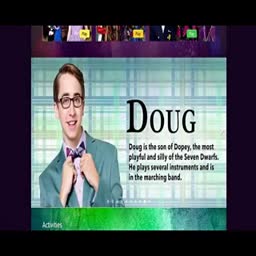 DOUG
Doug is the son of Dopey, the most
playful and silly of the Seven Dwarfs.
He plays several instruments and is
in the marching band.
Activities